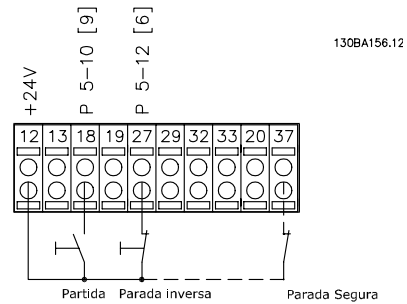 130BA156.12
+24V
P 5-10 [9]
P 5-12 [6]
12 13 18 19 27 29 32 33 20 37
Partida Parada inversa Parada Segura